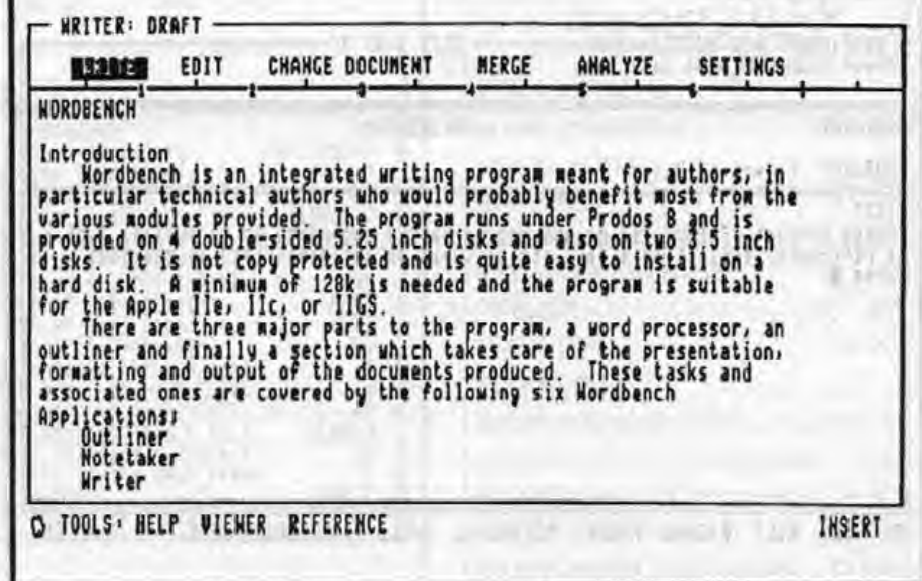 WRITER: DRAFT
EDIT CHANGE DOCUMENT MERGE ANALYZE SETTINGS
1 2 3 4 5 6 7
WORDBENCH
Introduction
Wordbench is an integrated writing program meant for authors, in
particular technical authors who would probably benefit most from the
various modules provided. The program runs under Prodos 8 and is
provided on 4 double-sided 5.25 inch disks and also on two 3.5 inch
disks. It is not copy protected and is quite easy to install on a
hard disk. A minimum of 128k is needed and the program is suitable
for the Apple IIe, IIc, or IIGS.
There are three major parts to the program, a word processor, an
outliner and finally a section which takes care of the presentation,
formatting and output of the documents produced. These tasks and
associated ones are covered by the following six Wordbench
Applications:
Outliner
Notetaker
Writer
TOOLS: HELP VIEWER REFERENCE INSERT